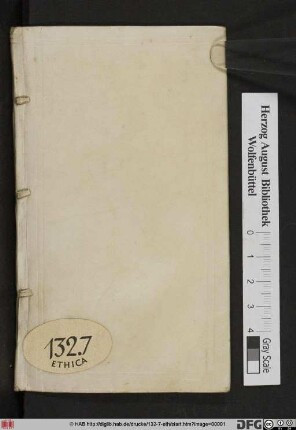 132.7
ETHICA
Herzog August Bibliothek
Wolfenbüttel
0
1
2
3
4
Gray Scale
© HAB http://diglib.hab.de/drucke/132-7-eth/start.htm?image=00001
DFG